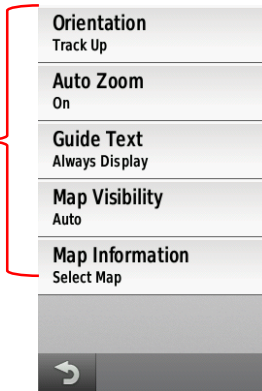 Orientation
Track Up
Auto Zoom
On
Guide Text
Always Display
Map Visibility
Auto
Map Information
Select Map